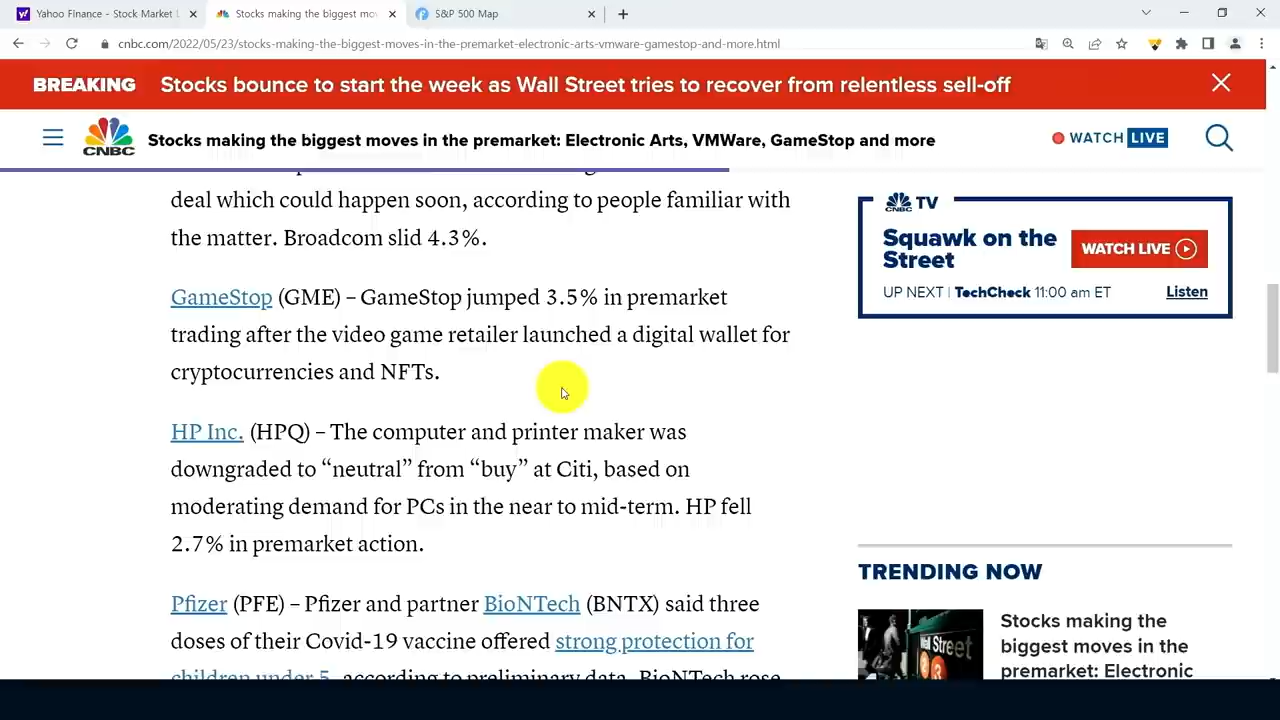 Yahoo Finance - Stock Market L
Stocks making the biggest mov
S&P 500 Map
cnbc.com/2022/05/23/stocks-making-the-biggest-moves-in-the-premarket-electronic-arts-vmware-gamestop-and-more.html
BREAKING Stocks bounce to start the week as Wall Street tries to recover from relentless sell-off
CNBC
Stocks making the biggest moves in the premarket: Electronic Arts, VMWare, GameStop and more
WATCH LIVE
deal which could happen soon, according to people familiar with
the matter. Broadcom slid 4.3%.
GameStop (GME) – GameStop jumped 3.5% in premarket
trading after the video game retailer launched a digital wallet for
cryptocurrencies and NFTs.
HP Inc. (HPQ) – The computer and printer maker was
downgraded to “neutral” from “buy” at Citi, based on
moderating demand for PCs in the near to mid-term. HP fell
2.7% in premarket action.
Pfizer (PFE) – Pfizer and partner BioNTech (BNTX) said three
doses of their Covid-19 vaccine offered strong protection for
children under 5, according to preliminary data. BioNTech rose
CNBC TV
Squawk on the
Street
WATCH LIVE
UP NEXT | TechCheck 11:00 am ET
Listen
TRENDING NOW
Wall Street
Stocks making the
biggest moves in the
premarket: Electronic